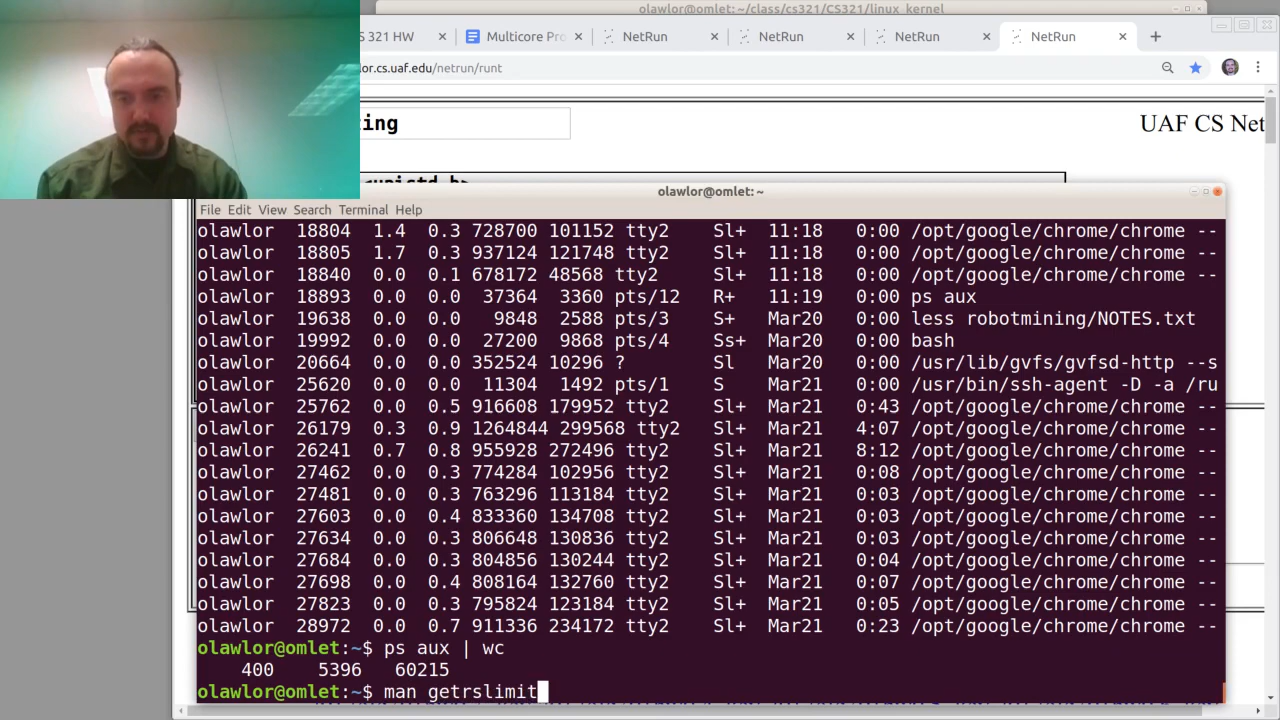 olawlor@omlet: ~/class/cs321/CS321/linux_kernel
S 321 HW
Multicor
NetRun
NetRun
NetRun
NetRun
lor.cs.uaf.edu/netrun/runt
ting
UAF CS Net
<unistd.h>
olawlor@omlet: ~
File Edit View Search Terminal Help
olawlor 18804 1.4 0.3 728700 101152 tty2 Sl+ 11:18 0:00 /opt/google/chrome/chrome --
olawlor 18805 1.7 0.3 937124 121748 tty2 Sl+ 11:18 0:00 /opt/google/chrome/chrome --
olawlor 18840 0.0 0.1 678172 48568 tty2 Sl+ 11:18 0:00 /opt/google/chrome/chrome --
olawlor 18893 0.0 0.0 37364 3360 pts/12 R+ 11:19 0:00 ps aux
olawlor 19638 0.0 0.0 9848 2588 pts/3 S+ Mar20 0:00 less robotmining/NOTES.txt
olawlor 19992 0.0 0.0 27200 9868 pts/4 Ss+ Mar20 0:00 bash
olawlor 20664 0.0 0.0 352524 10296 ? Sl Mar20 0:00 /usr/lib/gvfs/gvfsd-http --s
olawlor 25620 0.0 0.0 11304 1492 pts/1 S Mar21 0:00 /usr/bin/ssh-agent -D -a /ru
olawlor 25762 0.0 0.5 916608 179952 tty2 Sl+ Mar21 0:43 /opt/google/chrome/chrome --
olawlor 26179 0.3 0.9 1264844 299568 tty2 Sl+ Mar21 4:07 /opt/google/chrome/chrome --
olawlor 26241 0.7 0.8 955928 272496 tty2 Sl+ Mar21 8:12 /opt/google/chrome/chrome --
olawlor 27462 0.0 0.3 774284 102956 tty2 Sl+ Mar21 0:08 /opt/google/chrome/chrome --
olawlor 27481 0.0 0.3 763296 113184 tty2 Sl+ Mar21 0:03 /opt/google/chrome/chrome --
olawlor 27603 0.0 0.4 833360 134708 tty2 Sl+ Mar21 0:03 /opt/google/chrome/chrome --
olawlor 27634 0.0 0.3 806648 130836 tty2 Sl+ Mar21 0:03 /opt/google/chrome/chrome --
olawlor 27684 0.0 0.3 804856 130244 tty2 Sl+ Mar21 0:04 /opt/google/chrome/chrome --
olawlor 27698 0.0 0.4 808164 132760 tty2 Sl+ Mar21 0:07 /opt/google/chrome/chrome --
olawlor 27823 0.0 0.3 795824 123184 tty2 Sl+ Mar21 0:05 /opt/google/chrome/chrome --
olawlor 28972 0.0 0.7 911336 234172 tty2 Sl+ Mar21 0:23 /opt/google/chrome/chrome --
olawlor@omlet:~$ ps aux | wc
400 5396 60215
olawlor@omlet:~$ man getrslimit